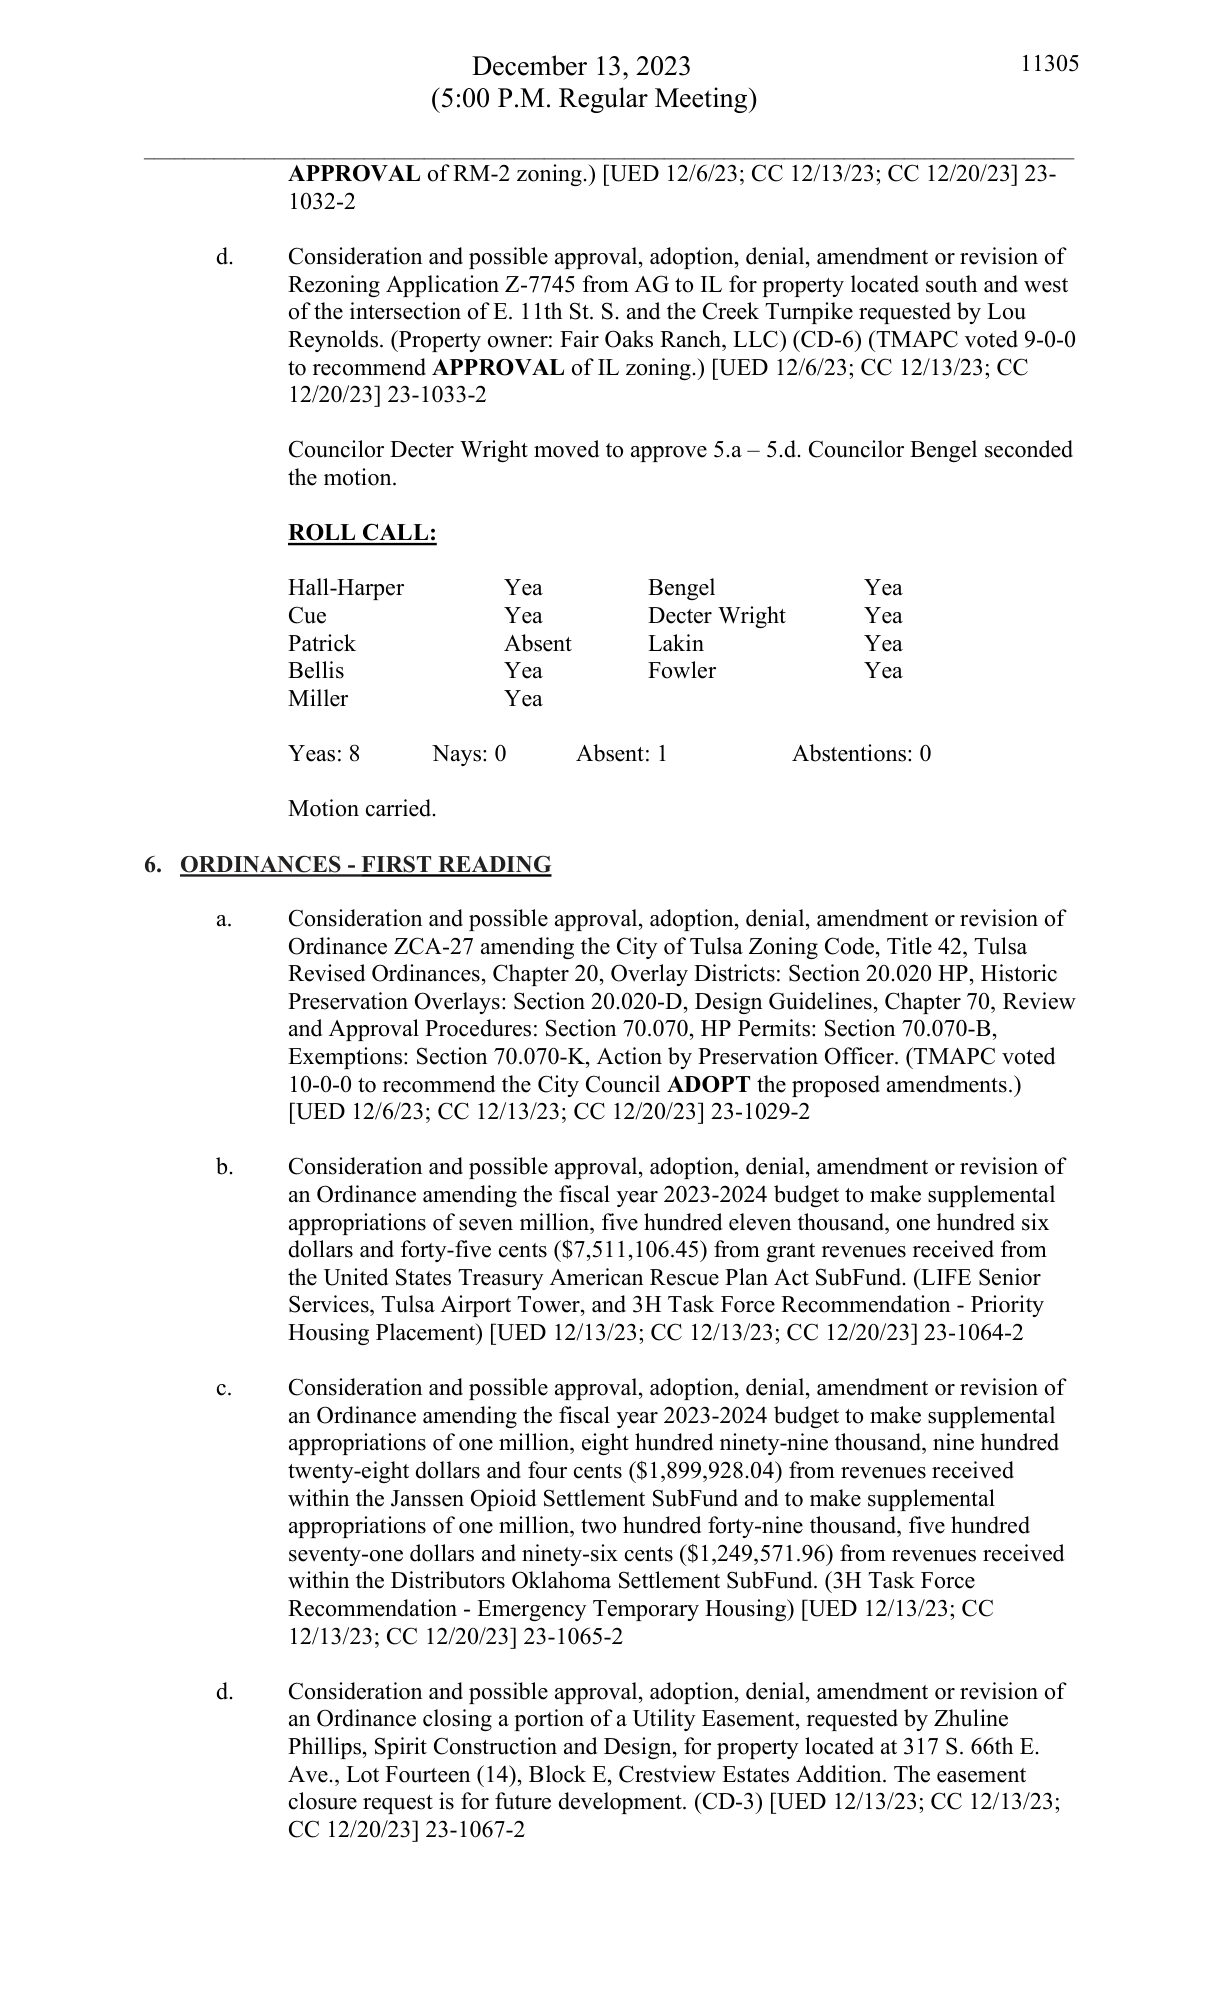 December 13, 2023
11305
(5:00 P.M. Regular Meeting)
APPROVAL of RM-2 zoning.) [UED 12/6/23; CC 12/13/23; CC 12/20/23] 23-
1032-2
d. Consideration and possible approval, adoption, denial, amendment or revision of
Rezoning Application Z-7745 from AG to IL for property located south and west
of the intersection of E. 11th St. S. and the Creek Turnpike requested by Lou
Reynolds. (Property owner: Fair Oaks Ranch, LLC) (CD-6) (TMAPC voted 9-0-0
to recommend APPROVAL of IL zoning.) [UED 12/6/23; CC 12/13/23; CC
12/20/23] 23-1033-2
Councilor Decter Wright moved to approve 5.a – 5.d. Councilor Bengel seconded
the motion.
ROLL CALL:
Hall-Harper Yea Bengel Yea
Cue Yea Decter Wright Yea
Patrick Absent Lakin Yea
Bellis Yea Fowler Yea
Miller Yea
Yeas: 8 Nays: 0 Absent: 1 Abstentions: 0
Motion carried.
6. ORDINANCES - FIRST READING
a. Consideration and possible approval, adoption, denial, amendment or revision of
Ordinance ZCA-27 amending the City of Tulsa Zoning Code, Title 42, Tulsa
Revised Ordinances, Chapter 20, Overlay Districts: Section 20.020 HP, Historic
Preservation Overlays: Section 20.020-D, Design Guidelines, Chapter 70, Review
and Approval Procedures: Section 70.070, HP Permits: Section 70.070-B,
Exemptions: Section 70.070-K, Action by Preservation Officer. (TMAPC voted
10-0-0 to recommend the City Council ADOPT the proposed amendments.)
[UED 12/6/23; CC 12/13/23; CC 12/20/23] 23-1029-2
b. Consideration and possible approval, adoption, denial, amendment or revision of
an Ordinance amending the fiscal year 2023-2024 budget to make supplemental
appropriations of seven million, five hundred eleven thousand, one hundred six
dollars and forty-five cents ($7,511,106.45) from grant revenues received from
the United States Treasury American Rescue Plan Act SubFund. (LIFE Senior
Services, Tulsa Airport Tower, and 3H Task Force Recommendation - Priority
Housing Placement) [UED 12/13/23; CC 12/13/23; CC 12/20/23] 23-1064-2
c. Consideration and possible approval, adoption, denial, amendment or revision of
an Ordinance amending the fiscal year 2023-2024 budget to make supplemental
appropriations of one million, eight hundred ninety-nine thousand, nine hundred
twenty-eight dollars and four cents ($1,899,928.04) from revenues received
within the Janssen Opioid Settlement SubFund and to make supplemental
appropriations of one million, two hundred forty-nine thousand, five hundred
seventy-one dollars and ninety-six cents ($1,249,571.96) from revenues received
within the Distributors Oklahoma Settlement SubFund. (3H Task Force
Recommendation - Emergency Temporary Housing) [UED 12/13/23; CC
12/13/23; CC 12/20/23] 23-1065-2
d. Consideration and possible approval, adoption, denial, amendment or revision of
an Ordinance closing a portion of a Utility Easement, requested by Zhuline
Phillips, Spirit Construction and Design, for property located at 317 S. 66th E.
Ave., Lot Fourteen (14), Block E, Crestview Estates Addition. The easement
closure request is for future development. (CD-3) [UED 12/13/23; CC 12/13/23;
CC 12/20/23] 23-1067-2